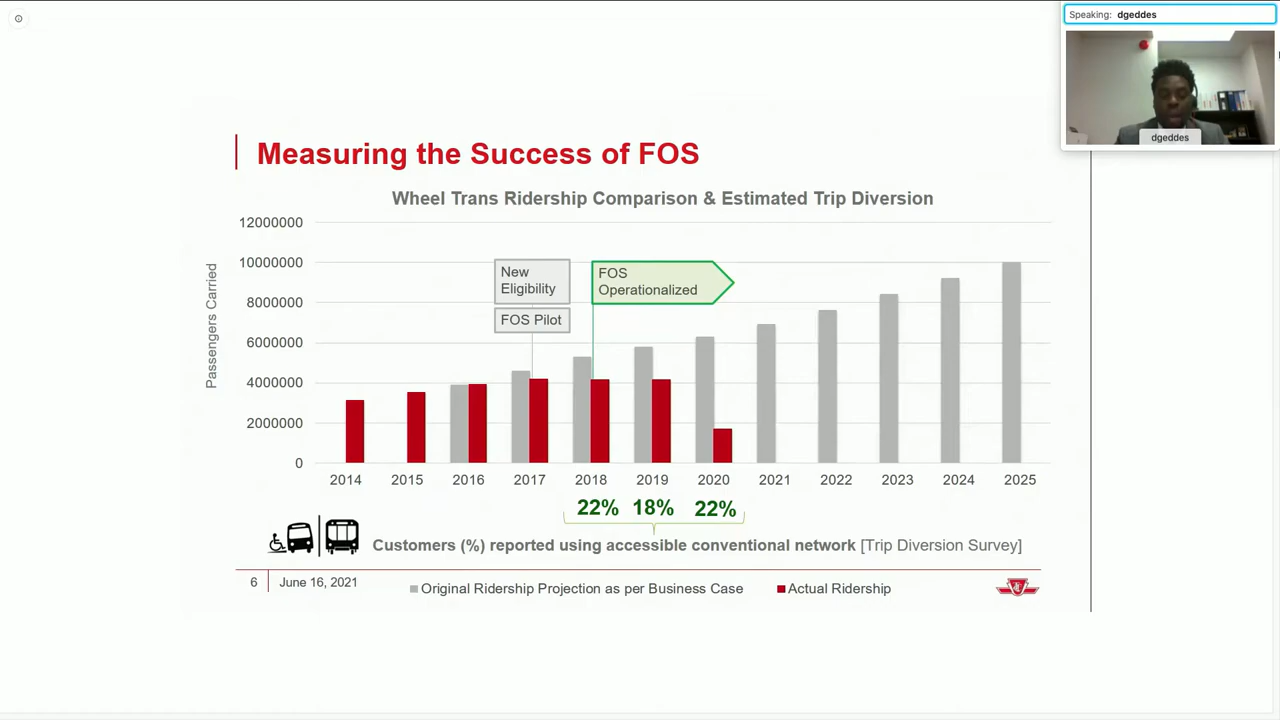 Speaking: dgeddes
dgeddes
Measuring the Success of FOS
Wheel Trans Ridership Comparison & Estimated Trip Diversion
Passengers Carried
12000000
10000000
8000000
6000000
4000000
2000000
0
New
Eligibility
FOS Pilot
FOS
Operationalized
2014 2015 2016 2017 2018 2019 2020 2021 2022 2023 2024 2025
22% 18% 22%
Customers (%) reported using accessible conventional network [Trip Diversion Survey]
6 June 16, 2021
Original Ridership Projection as per Business Case Actual Ridership